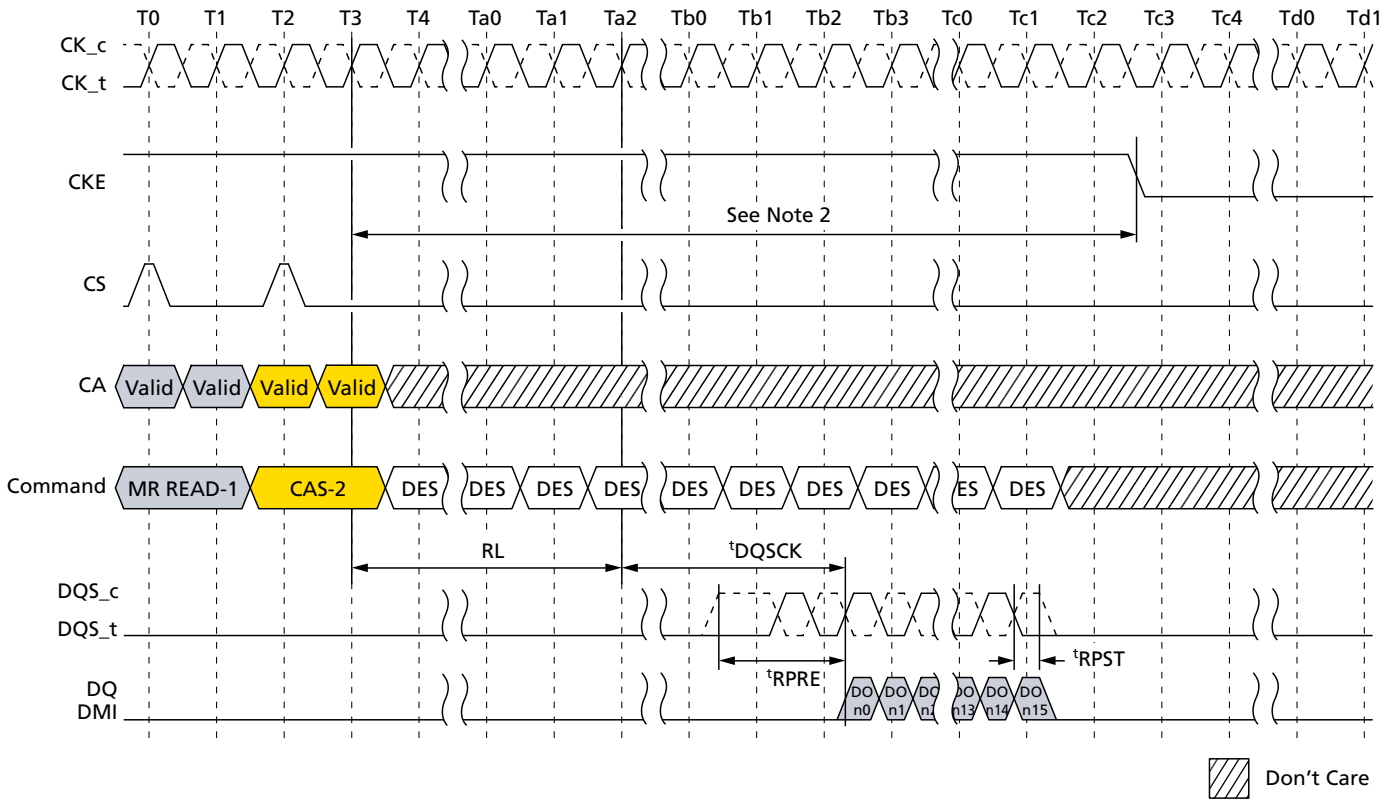 T0 T1 T2 T3 T4 Ta0 Ta1 Ta2 Tb0 Tb1 Tb2 Tb3 Tc0 Tc1 Tc2 Tc3 Tc4 Td0 Td1
CK_c
CK_t
CKE
See Note 2
CS
CA Valid Valid Valid Valid
Command MR READ-1 CAS-2 DES DES DES DES DES DES DES DES ES DES
RL tDQSCK
DQS_c
DQS_t
tRPRE tRPST
DQ
DMI
DO n0 DO n1 DO n2 DO n13 DO n14 DO n15
Don't Care